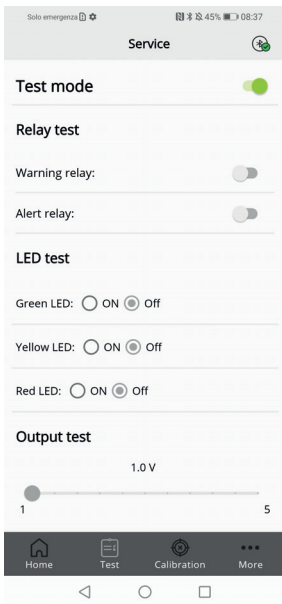 Solo emergenza 45% 08:37
Service
Test mode
Relay test
Warning relay:
Alert relay:
LED test
Green LED: ON Off
Yellow LED: ON Off
Red LED: ON Off
Output test
1.0 V
1 5
Home Test Calibration More